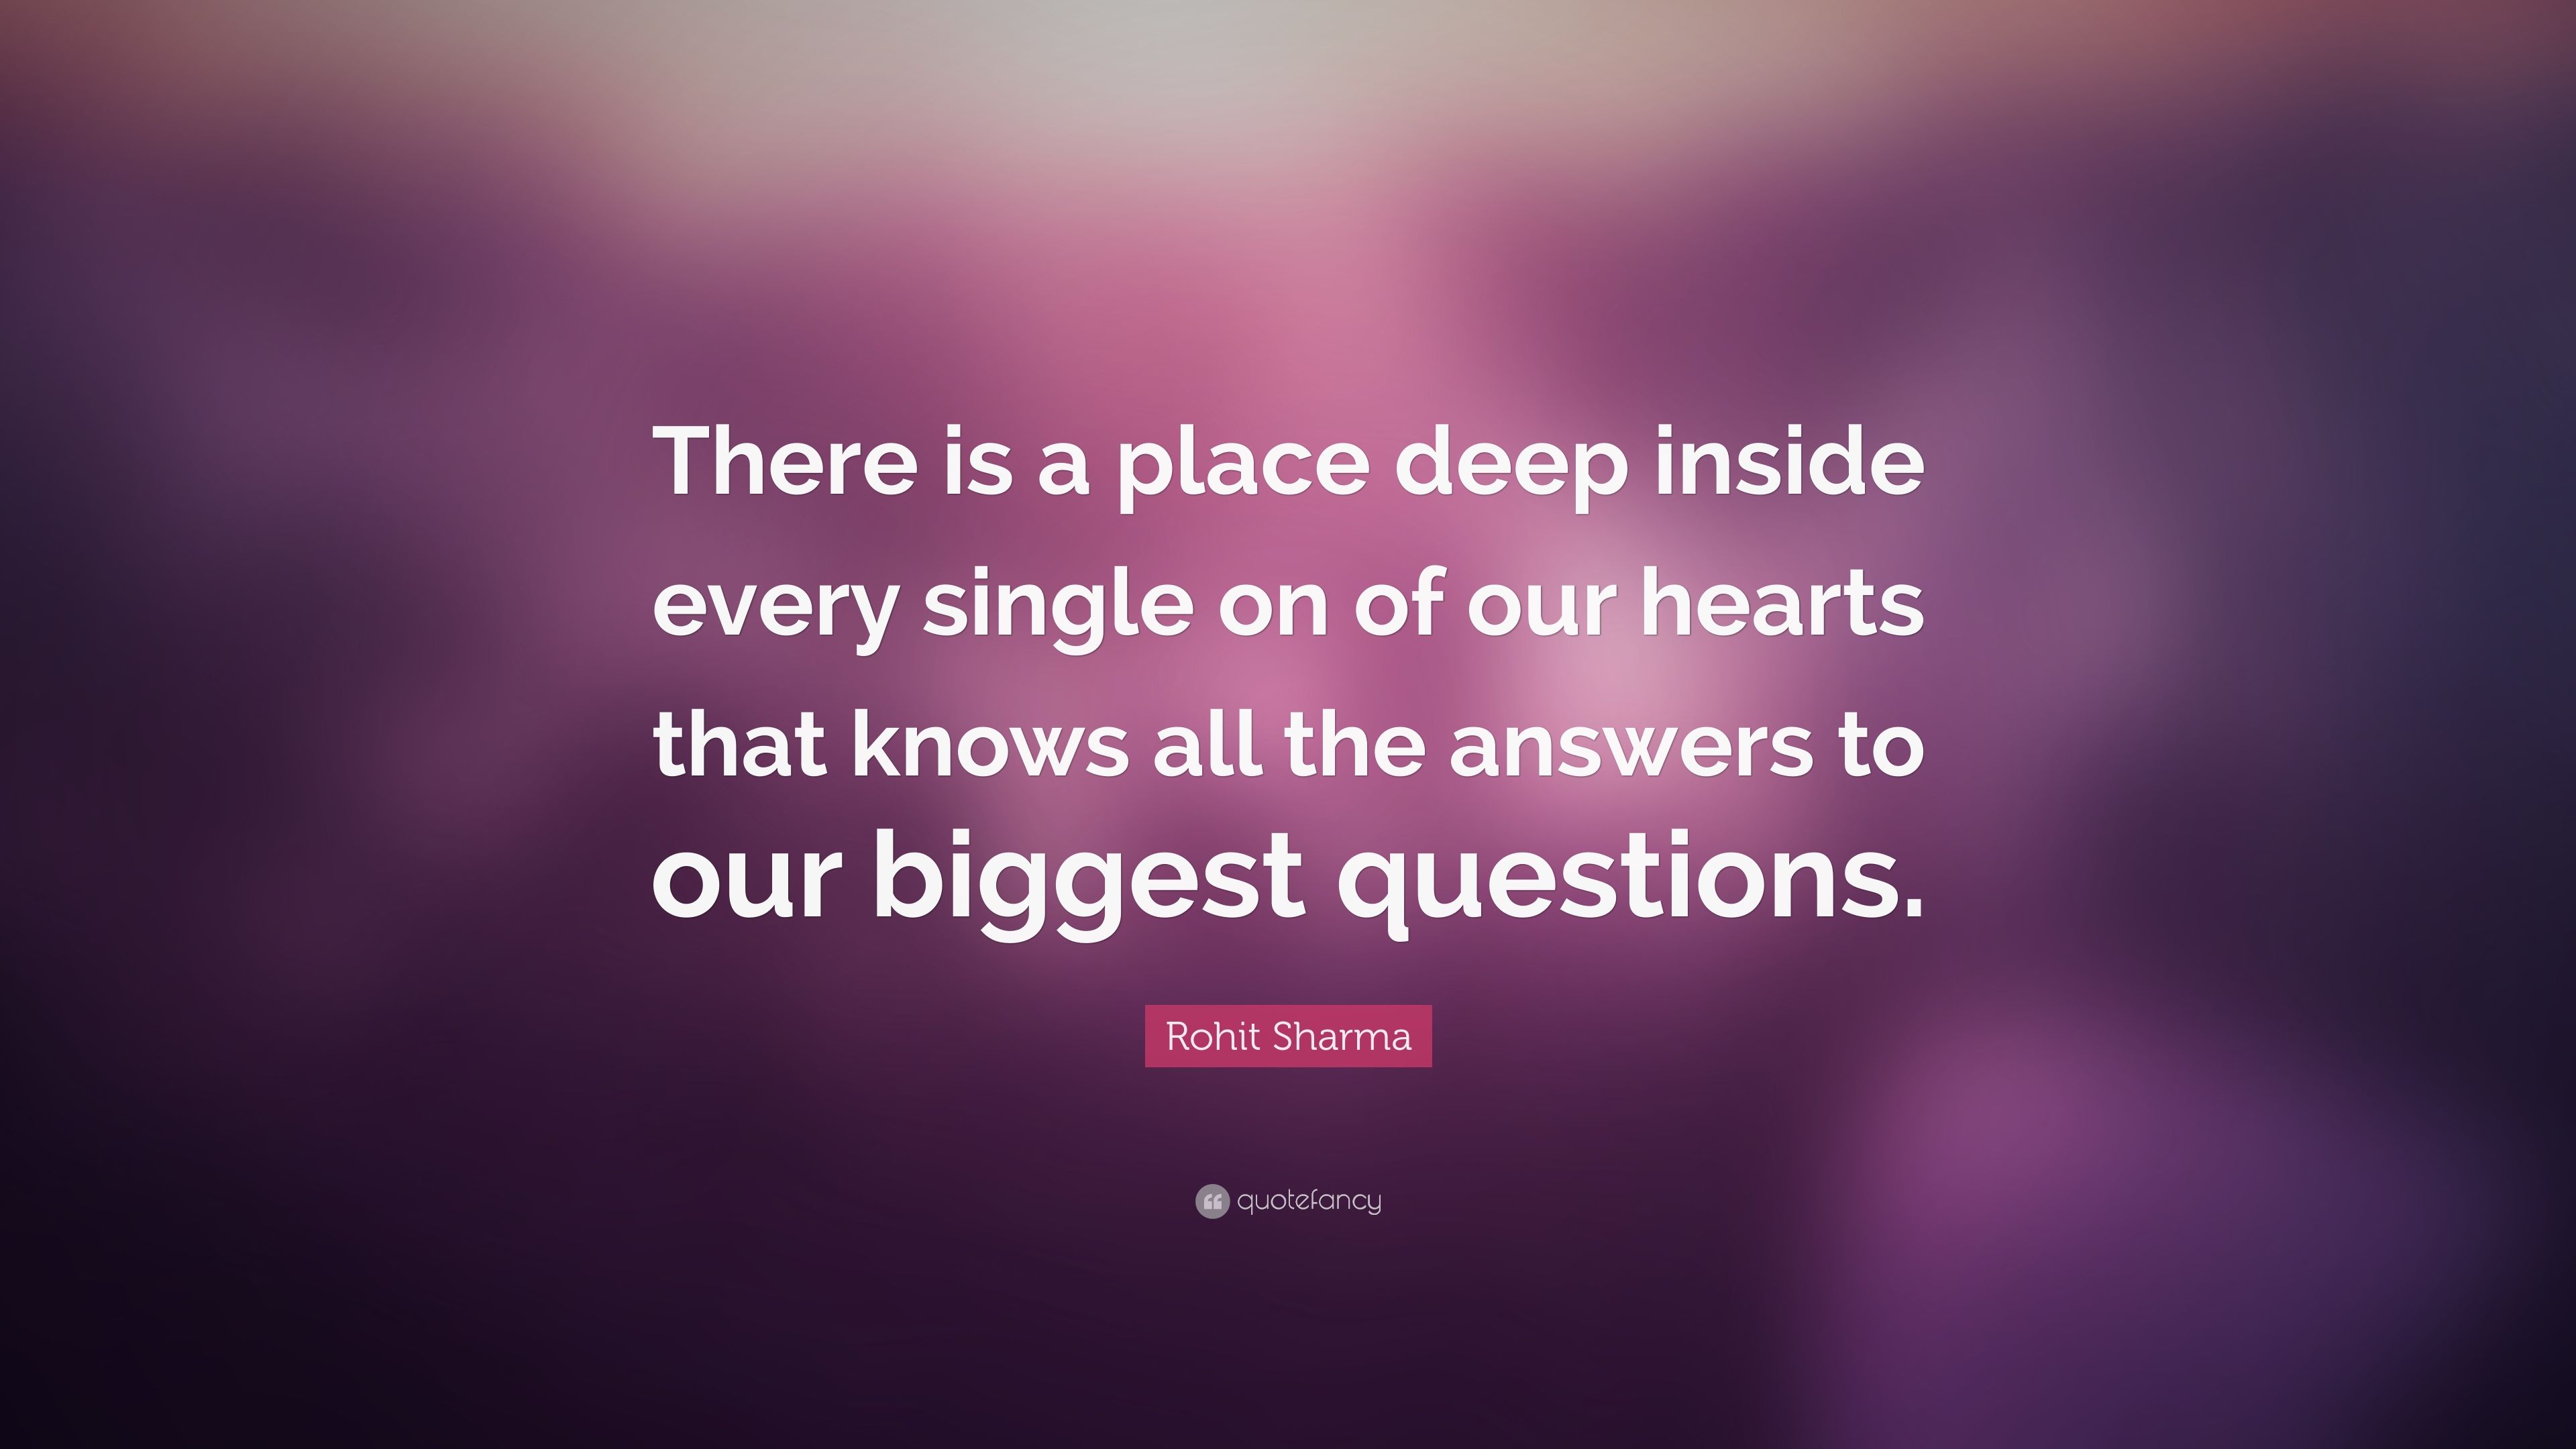 There is a place deep inside
every single on of our hearts
that knows all the answers to
our biggest questions.
Rohit Sharma
quotefancy